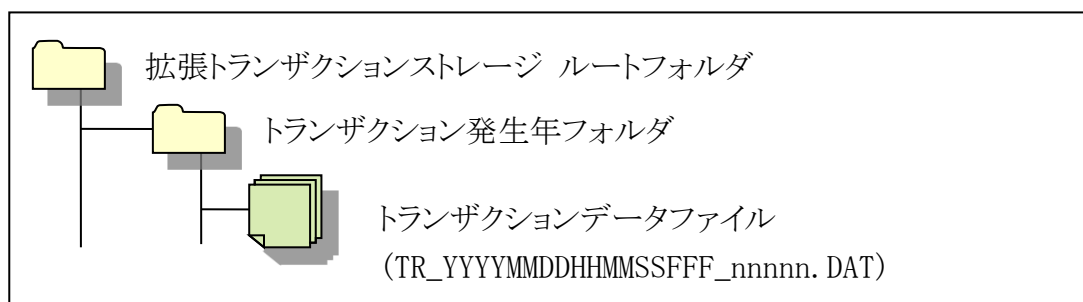 拡張トランザクションストレージ ルートフォルダ
トランザクション発生年フォルダ
トランザクションデータファイル
(TR_YYYYMMDDHHMMSSFFF_nnnnn.DAT)